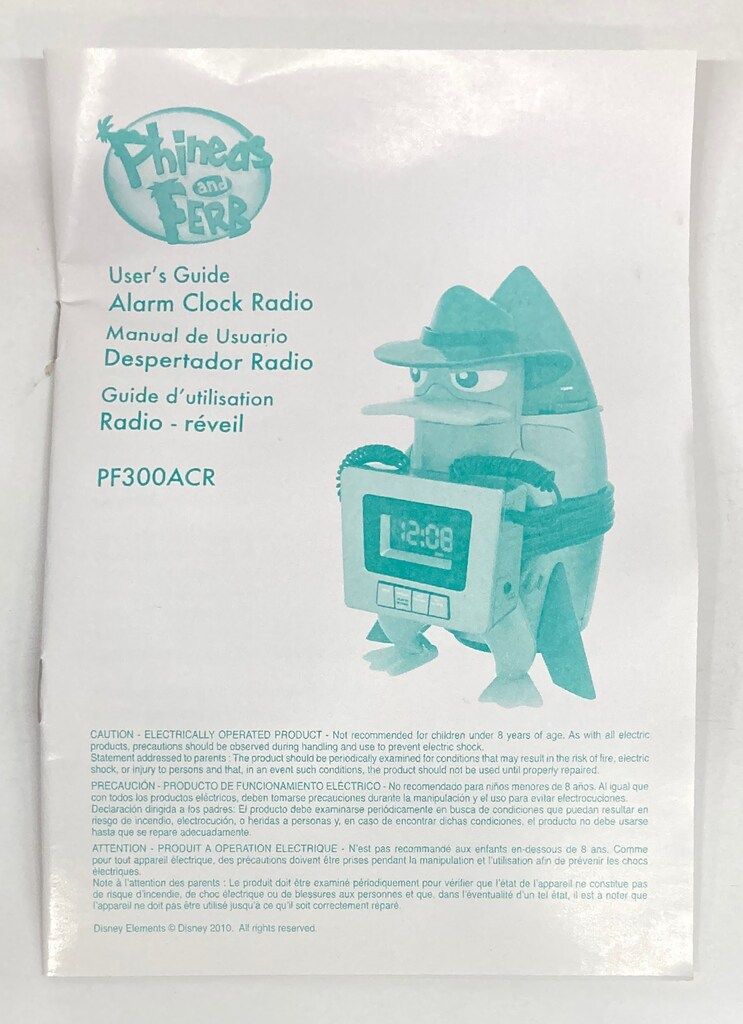 Phineas
and
FERB
User's Guide
Alarm Clock Radio
Manual de Usuario
Despertador Radio
Guide d'utilisation
Radio - réveil
PF300ACR
12:08
CAUTION - ELECTRICALLY OPERATED PRODUCT - Not recommended for children under 8 years of age. As with all electric
products, precautions should be observed during handling and use to prevent electric shock.
Statement addressed to parents : The product should be periodically examined for conditions that may result in the risk of fire, electric
shock, or injury to persons and that, in an event such conditions, the product should not be used until properly repaired.
PRECAUCIÓN - PRODUCTO DE FUNCIONAMIENTO ELÉCTRICO - No recomendado para niños menores de 8 años. Al igual que
con todos los productos eléctricos, deben tomarse precauciones durante la manipulación y el uso para evitar electrocuciones.
Declaración dirigida a los padres: El producto debe examinarse periódicamente en busca de condiciones que puedan resultar en
riesgo de incendio, electrocución, o heridas a personas y, en caso de encontrar dichas condiciones, el producto no debe usarse
hasta que se repare adecuadamente.
ATTENTION - PRODUIT A OPERATION ELECTRIQUE - N'est pas recommandé aux enfants en-dessous de 8 ans. Comme
pour tout appareil électrique, des précautions doivent être prises pendant la manipulation et l'utilisation afin de prévenir les chocs
électriques.
Note à l'attention des parents : Le produit doit être examiné périodiquement pour vérifier que l'état de l'appareil ne constitue pas
de risque d'incendie, de choc électrique ou de blessures aux personnes et que, dans l'éventualité d'un tel état, il est à noter que
l'appareil ne doit pas être utilisé jusqu'à ce qu'il soit correctement réparé.
Disney Elements © Disney 2010. All rights reserved.